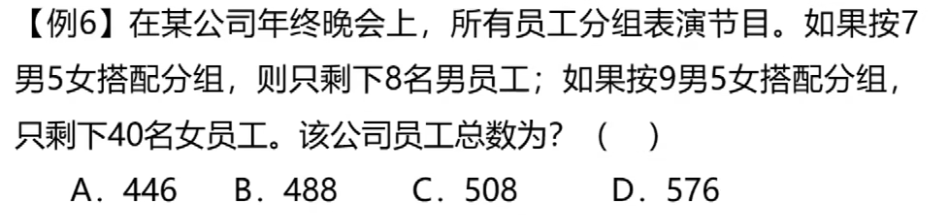 【例6】在某公司年终晚会上，所有员工分组表演节目。如果按7
男5女搭配分组，则只剩下8名男员工；如果按9男5女搭配分组，
只剩下40名女员工。该公司员工总数为？（　）
A．446　B．488　C．508　D．576